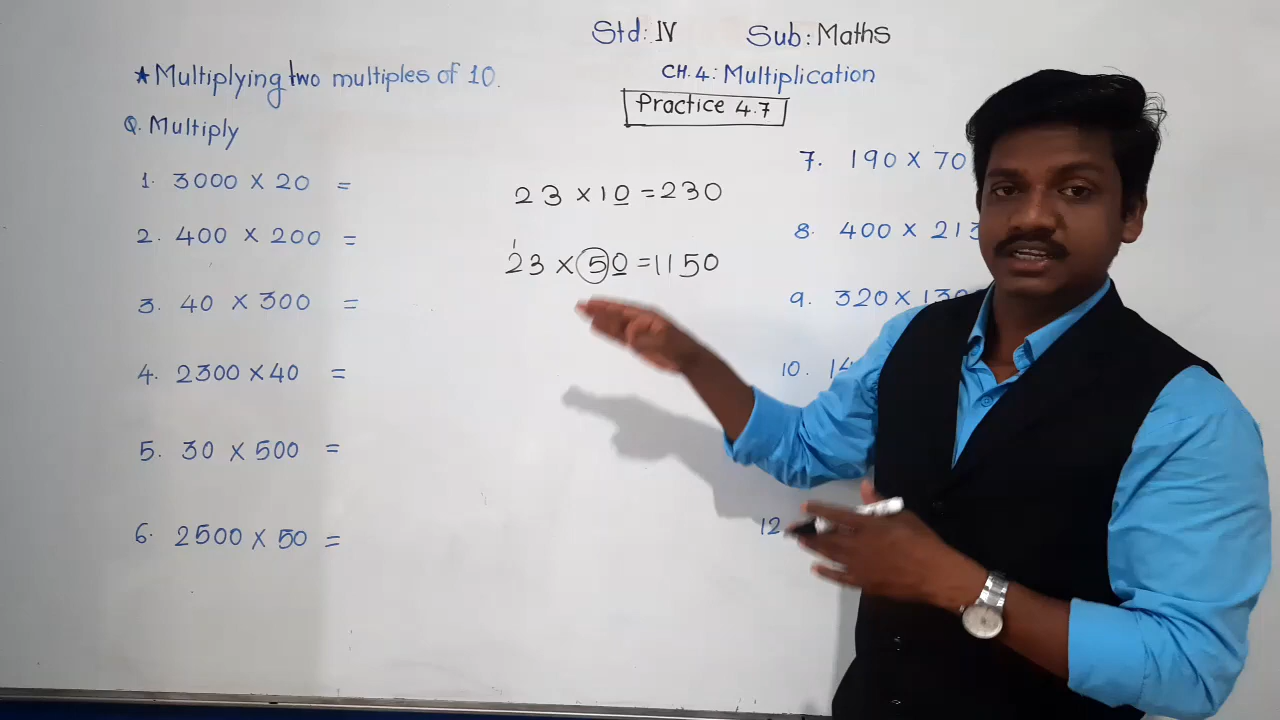 Std: IV Sub: Maths
★ Multiplying two multiples of 10.
CH. 4: Multiplication
Practice 4.7
Q. Multiply
1. 3000 × 20 =
2. 400 × 200 =
3. 40 × 300 =
4. 2300 × 40 =
5. 30 × 500 =
6. 2500 × 50 =
23 × 10 = 230
1
23 × 50 = 1150
7. 190 × 70
8. 400 × 213
9. 320 × 130
10.
12.